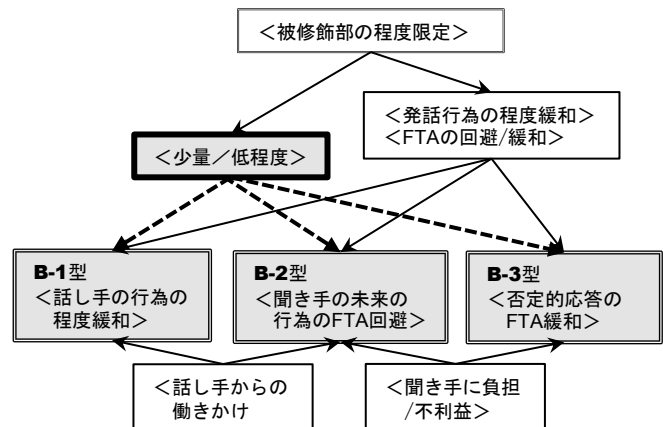 ＜被修飾部の程度限定＞
＜発話行為の程度緩和＞
＜FTAの回避/緩和＞
＜少量／低程度＞
B-1型
＜話し手の行為の
程度緩和＞
B-2型
＜聞き手の未来の
行為のFTA回避＞
B-3型
＜否定的応答の
FTA緩和＞
＜話し手からの
働きかけ
＜聞き手に負担
/不利益＞